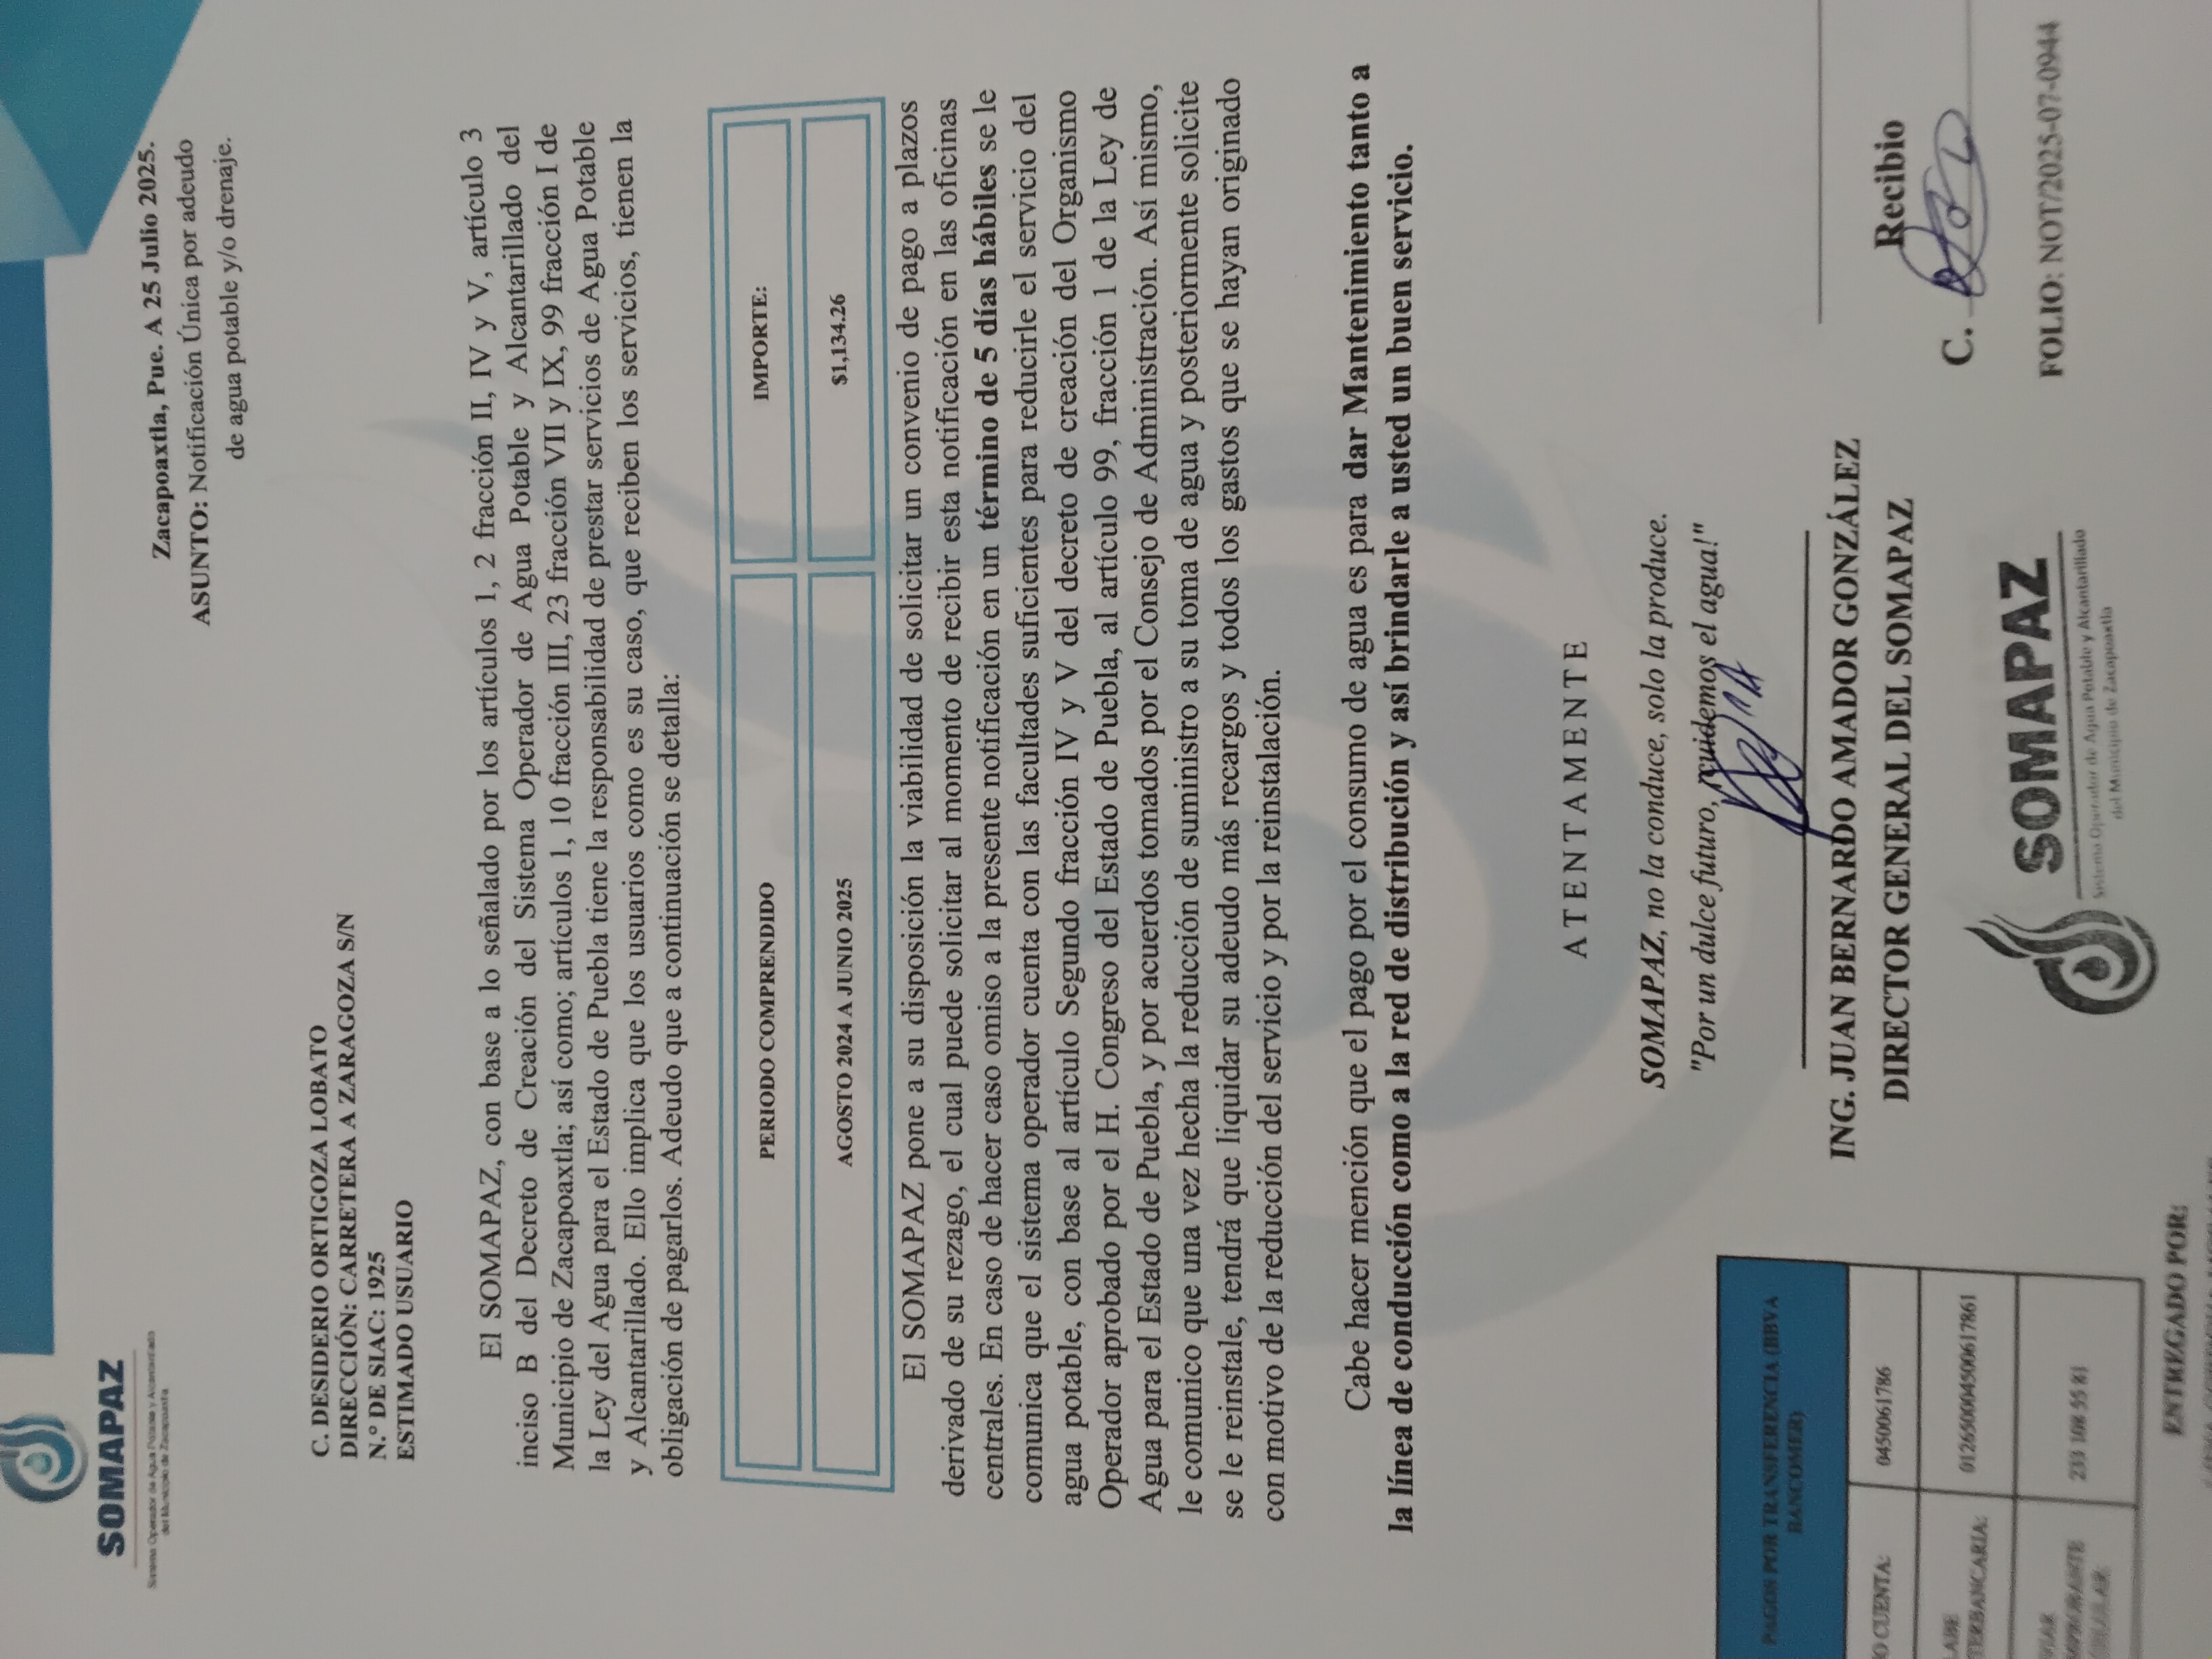 SOMAPAZ
Sistema Operador de Agua Potable y Alcantarillado
del Municipio de Zacapoaxtla
Zacapoaxtla, Pue. A 25 Julio 2025.
ASUNTO: Notificación Única por adeudo
de agua potable y/o drenaje.
C. DESIDERIO ORTIGOZA LOBATO
DIRECCIÓN: CARRETERA A ZARAGOZA S/N
N.º DE SIAC: 1925
ESTIMADO USUARIO
El SOMAPAZ, con base a lo señalado por los artículos 1, 2 fracción II, IV y V, artículo 3
inciso B del Decreto de Creación del Sistema Operador de Agua Potable y Alcantarillado del
Municipio de Zacapoaxtla; así como; artículos 1, 10 fracción III, 23 fracción VII y IX, 99 fracción I de
la Ley del Agua para el Estado de Puebla tiene la responsabilidad de prestar servicios de Agua Potable
y Alcantarillado. Ello implica que los usuarios como es su caso, que reciben los servicios, tienen la
obligación de pagarlos. Adeudo que a continuación se detalla:
PERIODO COMPRENDIDO IMPORTE:
AGOSTO 2024 A JUNIO 2025 $1,134.26
El SOMAPAZ pone a su disposición la viabilidad de solicitar un convenio de pago a plazos
derivado de su rezago, el cual puede solicitar al momento de recibir esta notificación en las oficinas
centrales. En caso de hacer caso omiso a la presente notificación en un término de 5 días hábiles se le
comunica que el sistema operador cuenta con las facultades suficientes para reducirle el servicio del
agua potable, con base al artículo Segundo fracción IV y V del decreto de creación del Organismo
Operador aprobado por el H. Congreso del Estado de Puebla, al artículo 99, fracción 1 de la Ley de
Agua para el Estado de Puebla, y por acuerdos tomados por el Consejo de Administración. Así mismo,
le comunico que una vez hecha la reducción de suministro a su toma de agua y posteriormente solicite
se le reinstale, tendrá que liquidar su adeudo más recargos y todos los gastos que se hayan originado
con motivo de la reducción del servicio y por la reinstalación.
Cabe hacer mención que el pago por el consumo de agua es para dar Mantenimiento tanto a
la línea de conducción como a la red de distribución y así brindarle a usted un buen servicio.
ATENTAMENTE
SOMAPAZ, no la conduce, solo la produce.
"Por un dulce futuro, ¡cuidemos el agua!"
ING. JUAN BERNARDO AMADOR GONZÁLEZ
DIRECTOR GENERAL DEL SOMAPAZ
PAGOS POR TRANSFERENCIA (BBVA
BANCOMER)
O CUENTA: 0450061786
LABE
TERBANCARIA: 012650004500617861
233 108 55 81
Recibio
C.
FOLIO: NOT/2025-07-0944
SOMAPAZ
Sistema Operador de Agua Potable y Alcantarillado
del Municipio de Zacapoaxtla
ENTREGADO POR: